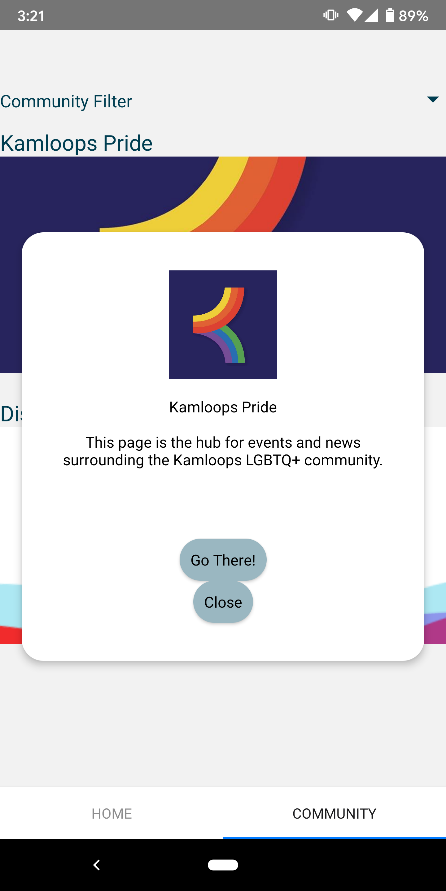 3:21
89%
Community Filter
Kamloops Pride
Dis
Kamloops Pride
This page is the hub for events and news
surrounding the Kamloops LGBTQ+ community.
Go There!
Close
HOME
COMMUNITY